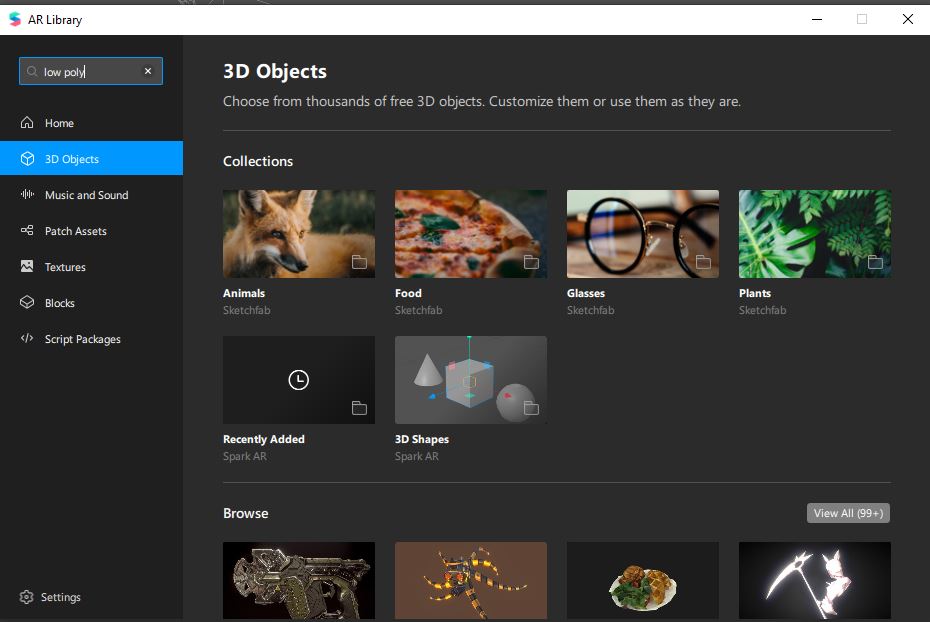 AR Library
low poly
Home
3D Objects
Music and Sound
Patch Assets
Textures
Blocks
Script Packages
Settings
3D Objects
Choose from thousands of free 3D objects. Customize them or use them as they are.
Collections
Animals
Sketchfab
Food
Sketchfab
Glasses
Sketchfab
Plants
Sketchfab
Recently Added
Spark AR
3D Shapes
Spark AR
Browse
View All (99+)